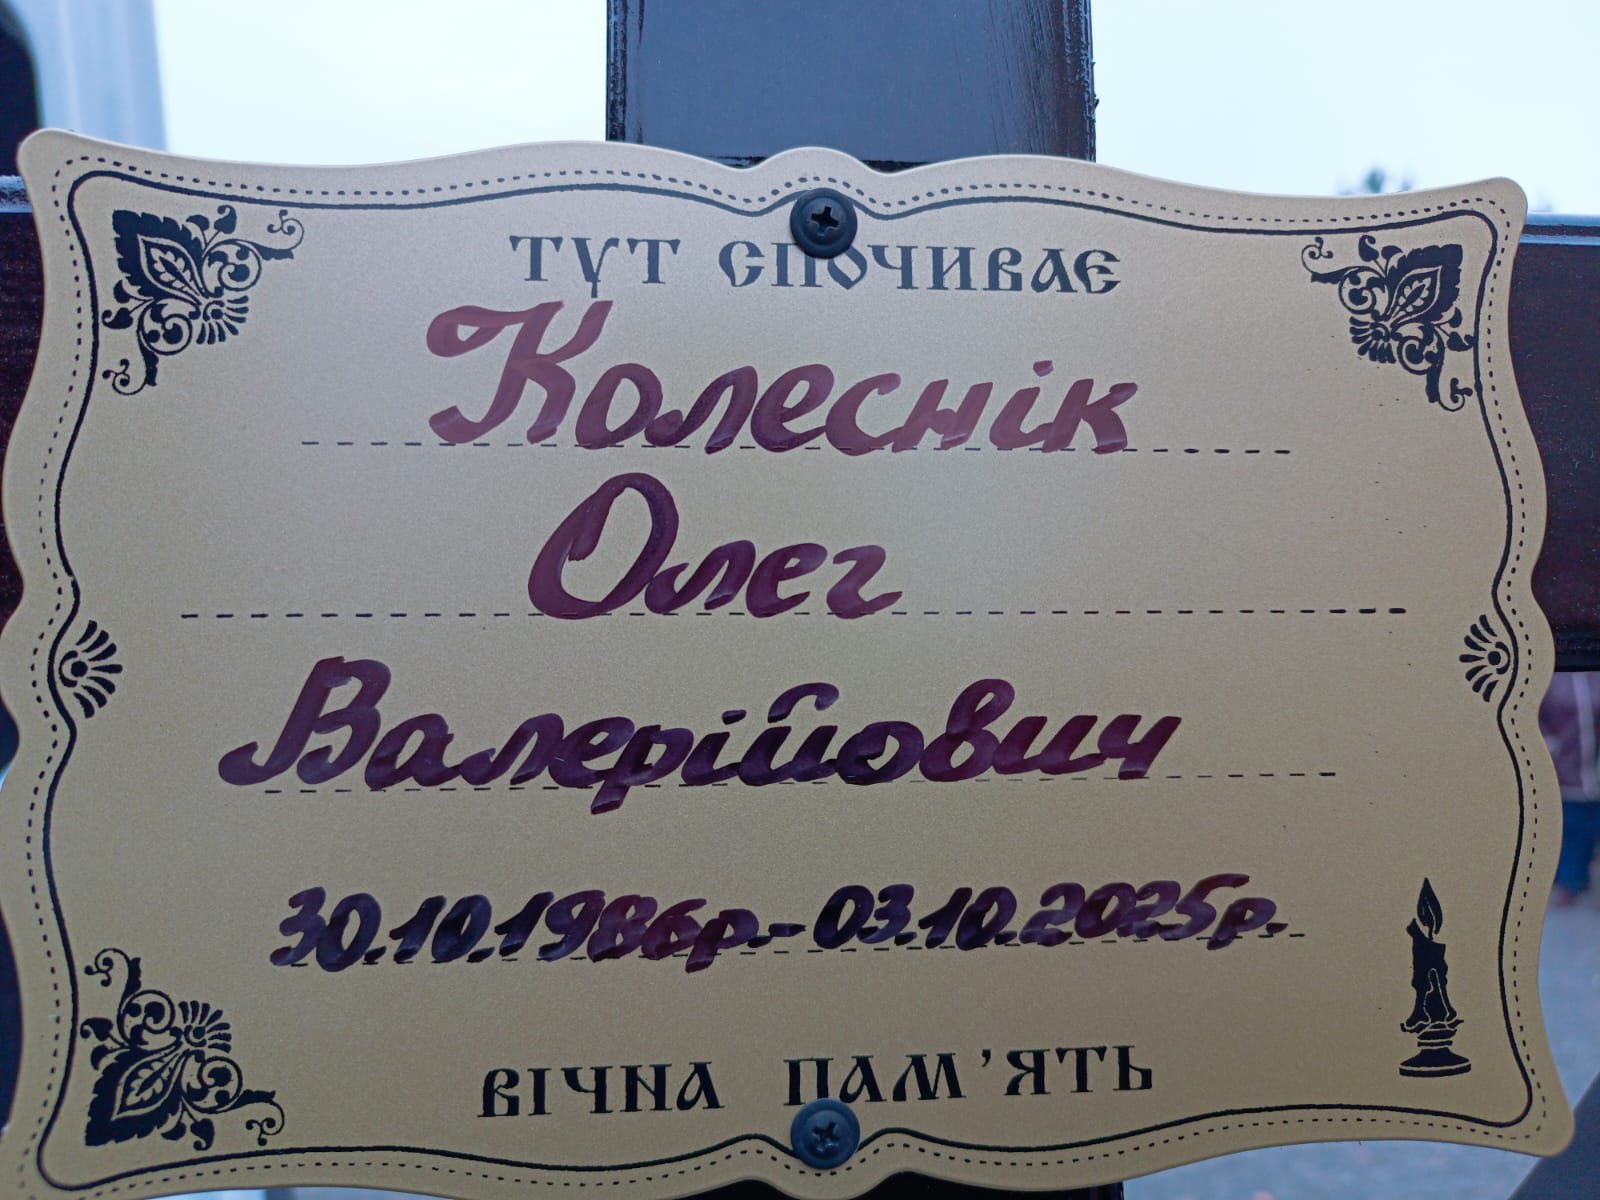 ТУТ СПОЧИВАЄ
Колеснік
Олег
Валерійович
30.10.1986р.-03.10.2025р.
ВІЧНА ПАМ'ЯТЬ